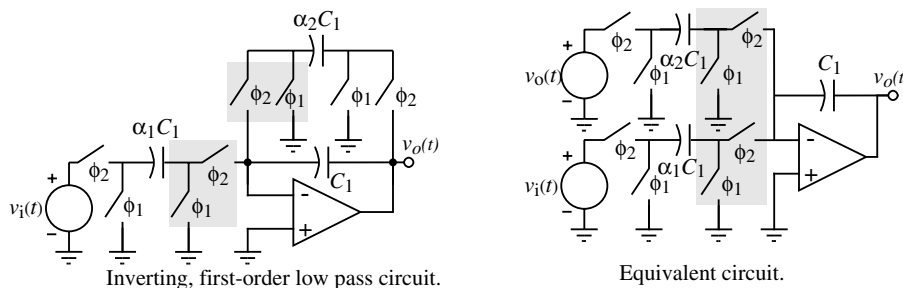 α2C1
ϕ2
ϕ1
ϕ1
ϕ2
α1C1
vo(t)
C1
+
ϕ2
ϕ2
-
vi(t)
ϕ1
ϕ1
+
−
Inverting, first-order low pass circuit.
+
ϕ2
α2C1
ϕ2
vo(t)
ϕ1
ϕ1
C1
vo(t
−
+
ϕ2
α1C1
ϕ2
-
vi(t)
ϕ1
ϕ1
+
−
Equivalent circuit.